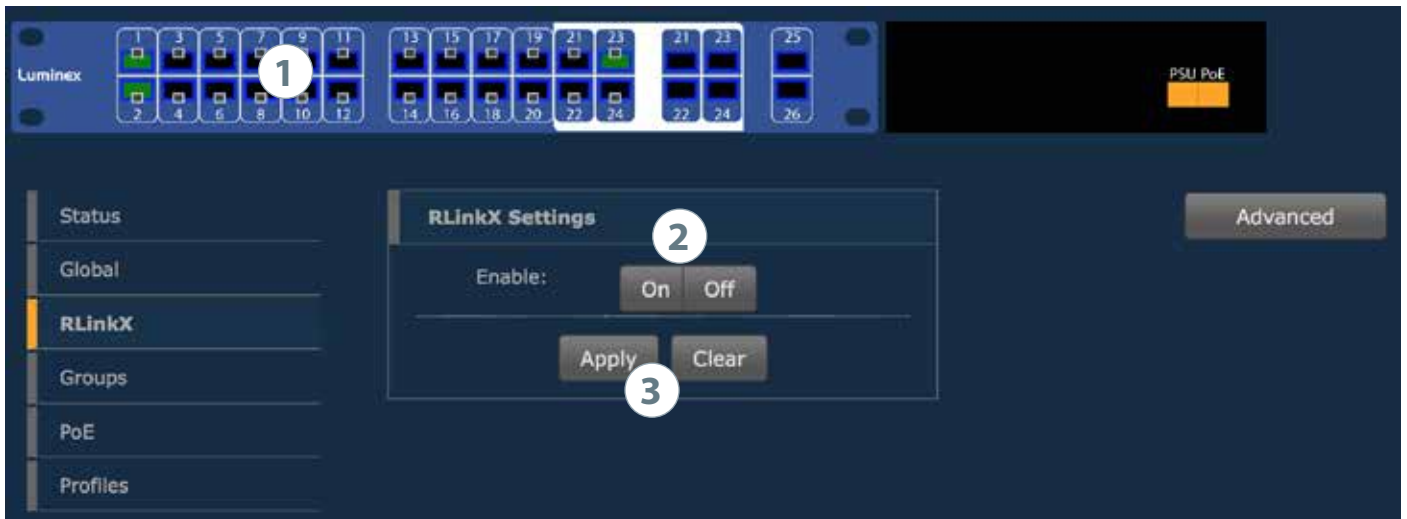 1 3 5 7 9 11 13 15 17 19 21 23 21 23 25
1
Luminex
PSU PoE
2 4 6 8 10 12 14 16 18 20 22 24 22 24 26
Status
RLinkX Settings
Advanced
2
Global
Enable: On Off
RLinkX
Apply Clear
3
Groups
PoE
Profiles